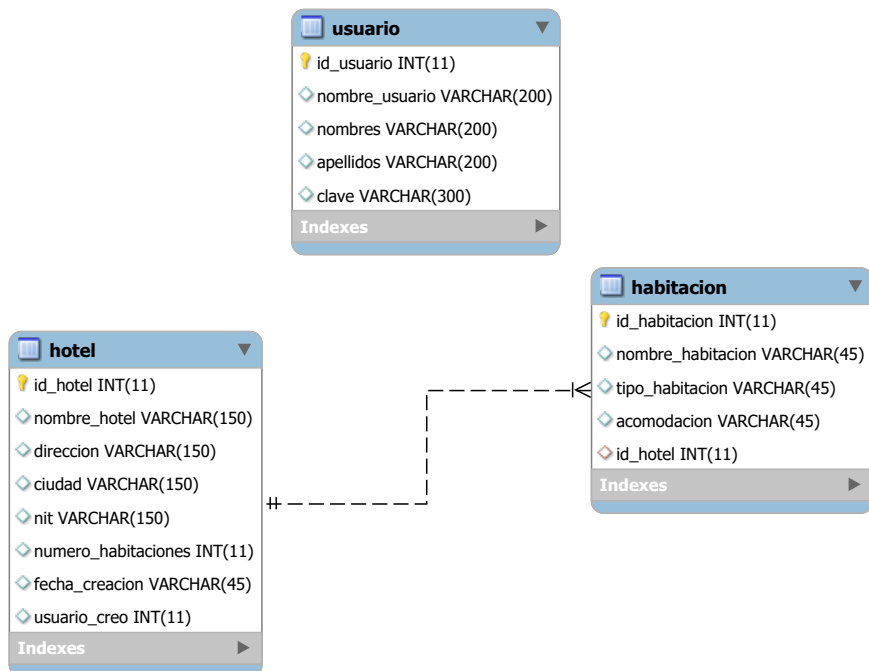 usuario
id_usuario INT(11)
nombre_usuario VARCHAR(200)
nombres VARCHAR(200)
apellidos VARCHAR(200)
clave VARCHAR(300)
Indexes
habitacion
id_habitacion INT(11)
nombre_habitacion VARCHAR(45)
tipo_habitacion VARCHAR(45)
acomodacion VARCHAR(45)
id_hotel INT(11)
Indexes
hotel
id_hotel INT(11)
nombre_hotel VARCHAR(150)
direccion VARCHAR(150)
ciudad VARCHAR(150)
nit VARCHAR(150)
numero_habitaciones INT(11)
fecha_creacion VARCHAR(45)
usuario_creo INT(11)
Indexes